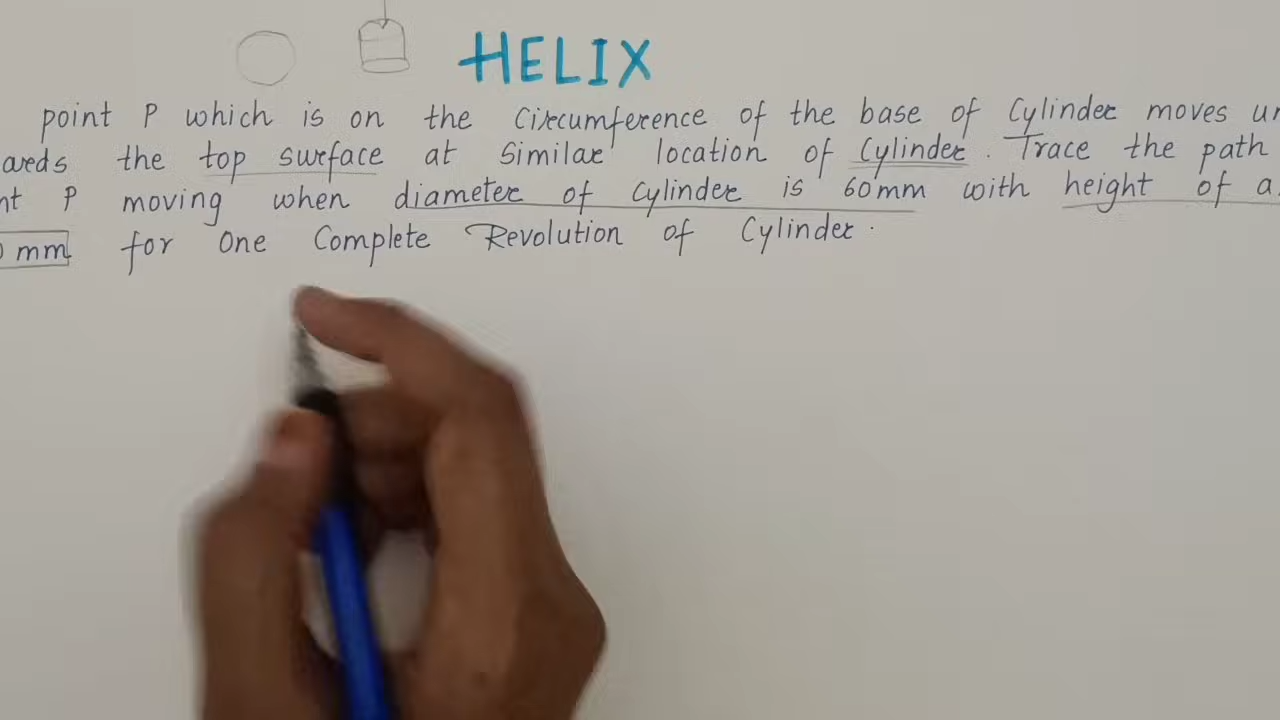 HELIX
point P which is on the Circumference of the base of Cylinder moves
the top surface at Similar location of Cylinder. Trace the path
P moving when diameter of Cylinder is 60mm with height of
mm for One Complete Revolution of Cylinder.